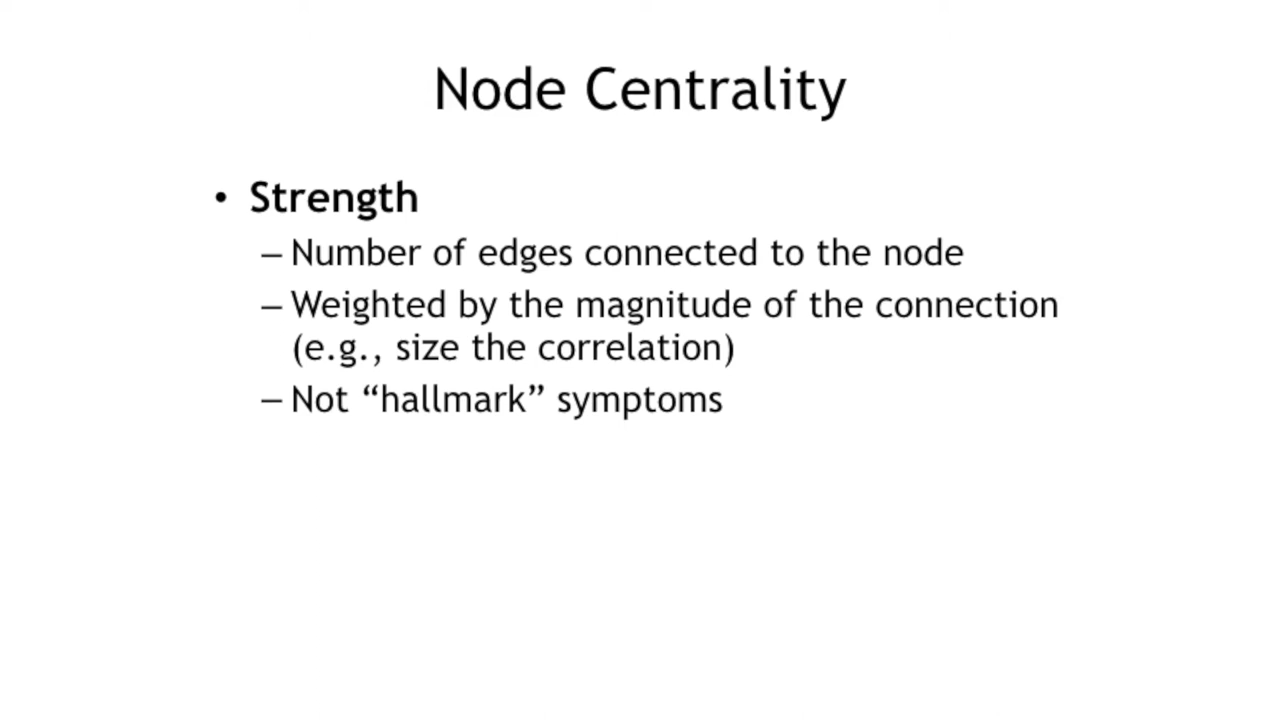 Node Centrality
• Strength
– Number of edges connected to the node
– Weighted by the magnitude of the connection
(e.g., size the correlation)
– Not “hallmark” symptoms